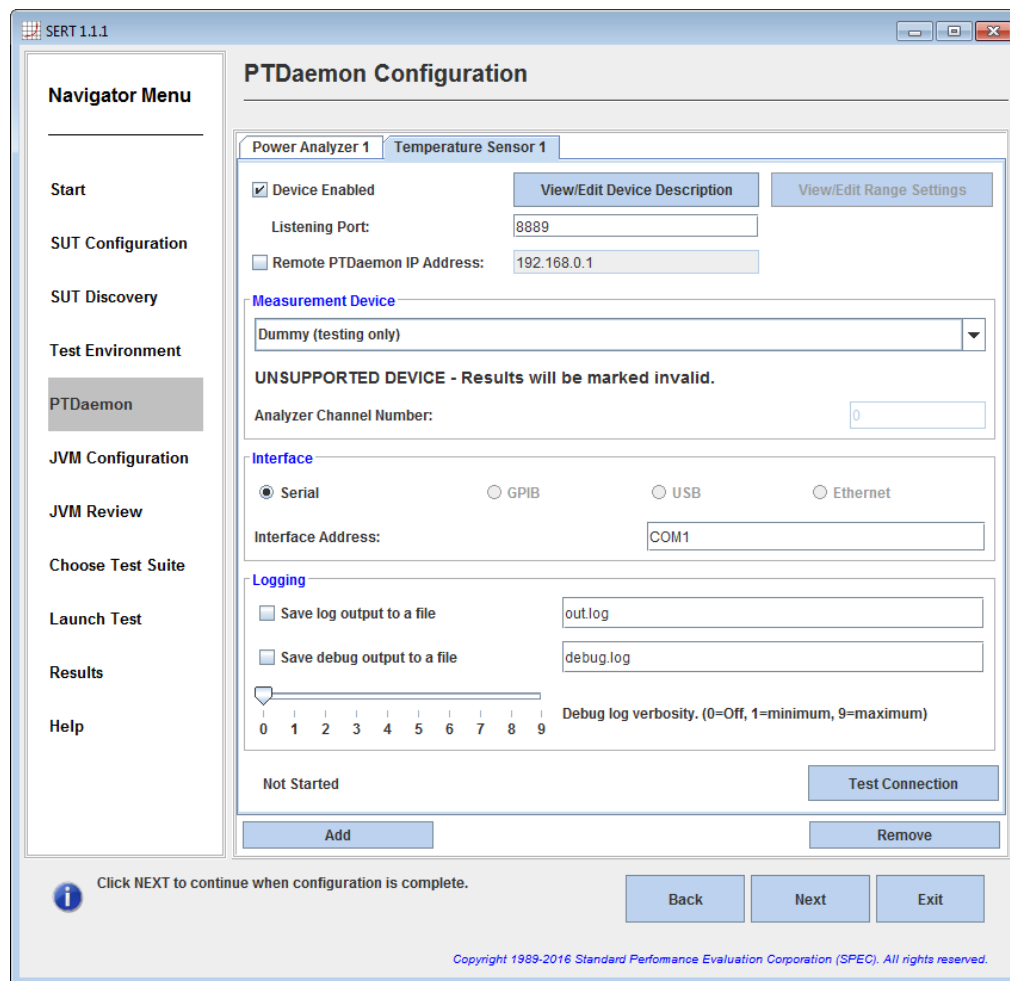 SERT 1.1.1
Navigator Menu
Start
SUT Configuration
SUT Discovery
Test Environment
PTDaemon
JVM Configuration
JVM Review
Choose Test Suite
Launch Test
Results
Help
PTDaemon Configuration
Power Analyzer 1 Temperature Sensor 1
Device Enabled View/Edit Device Description View/Edit Range Settings
Listening Port: 8889
Remote PTDaemon IP Address: 192.168.0.1
Measurement Device
Dummy (testing only)
UNSUPPORTED DEVICE - Results will be marked invalid.
Analyzer Channel Number: 0
Interface
Serial GPIB USB Ethernet
Interface Address: COM1
Logging
Save log output to a file out.log
Save debug output to a file debug.log
0 1 2 3 4 5 6 7 8 9 Debug log verbosity. (0=Off, 1=minimum, 9=maximum)
Not Started Test Connection
Add Remove
Click NEXT to continue when configuration is complete.
Back Next Exit
Copyright 1989-2016 Standard Performance Evaluation Corporation (SPEC). All rights reserved.